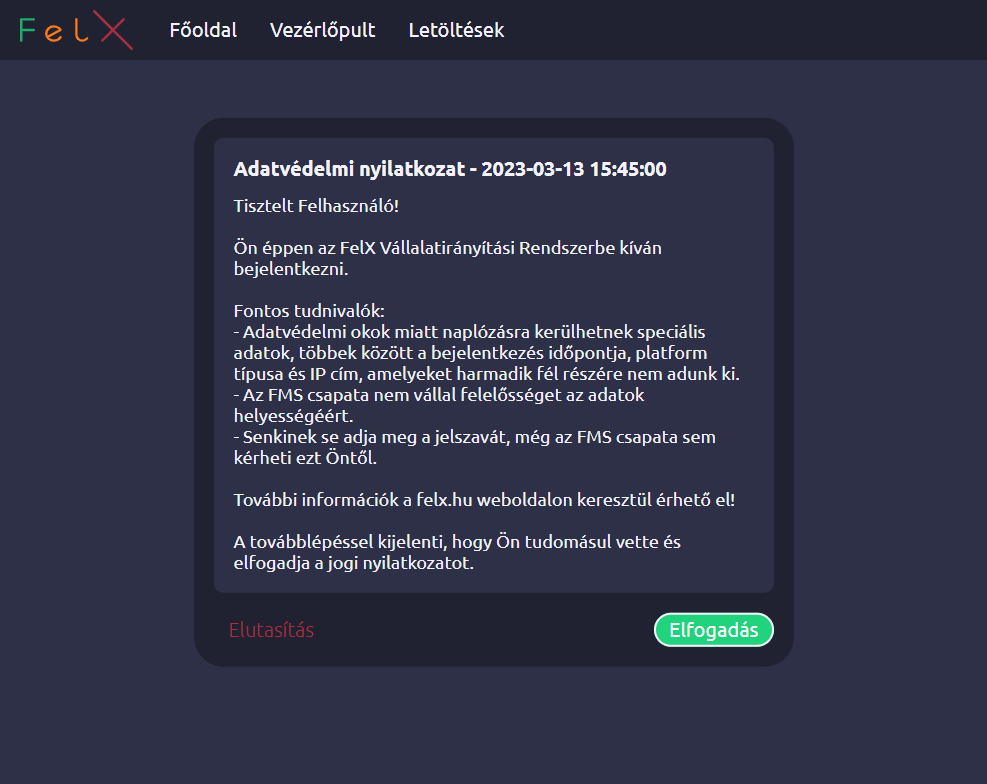 FelX
Főoldal
Vezérlőpult
Letöltések
Adatvédelmi nyilatkozat - 2023-03-13 15:45:00
Tisztelt Felhasználó!
Ön éppen az FelX Vállalatirányítási Rendszerbe kíván
bejelentkezni.
Fontos tudnivalók:
- Adatvédelmi okok miatt naplózásra kerülhetnek speciális
adatok, többek között a bejelentkezés időpontja, platform
típusa és IP cím, amelyeket harmadik fél részére nem adunk ki.
- Az FMS csapata nem vállal felelősséget az adatok
helyességéért.
- Senkinek se adja meg a jelszavát, még az FMS csapata sem
kérheti ezt Öntől.
További információk a felx.hu weboldalon keresztül érhető el!
A továbblépéssel kijelenti, hogy Ön tudomásul vette és
elfogadja a jogi nyilatkozatot.
Elutasítás
Elfogadás